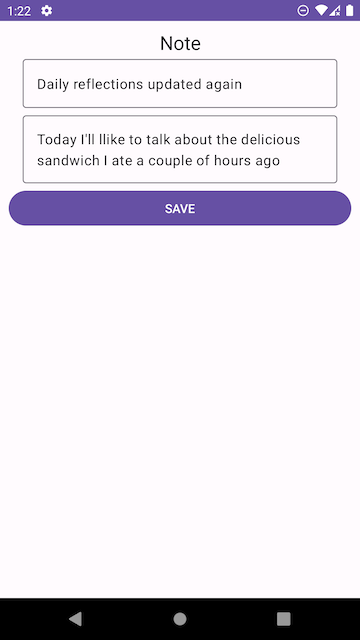 1:22
Note
Daily reflections updated again
Today I'll llike to talk about the delicious
sandwich I ate a couple of hours ago
SAVE